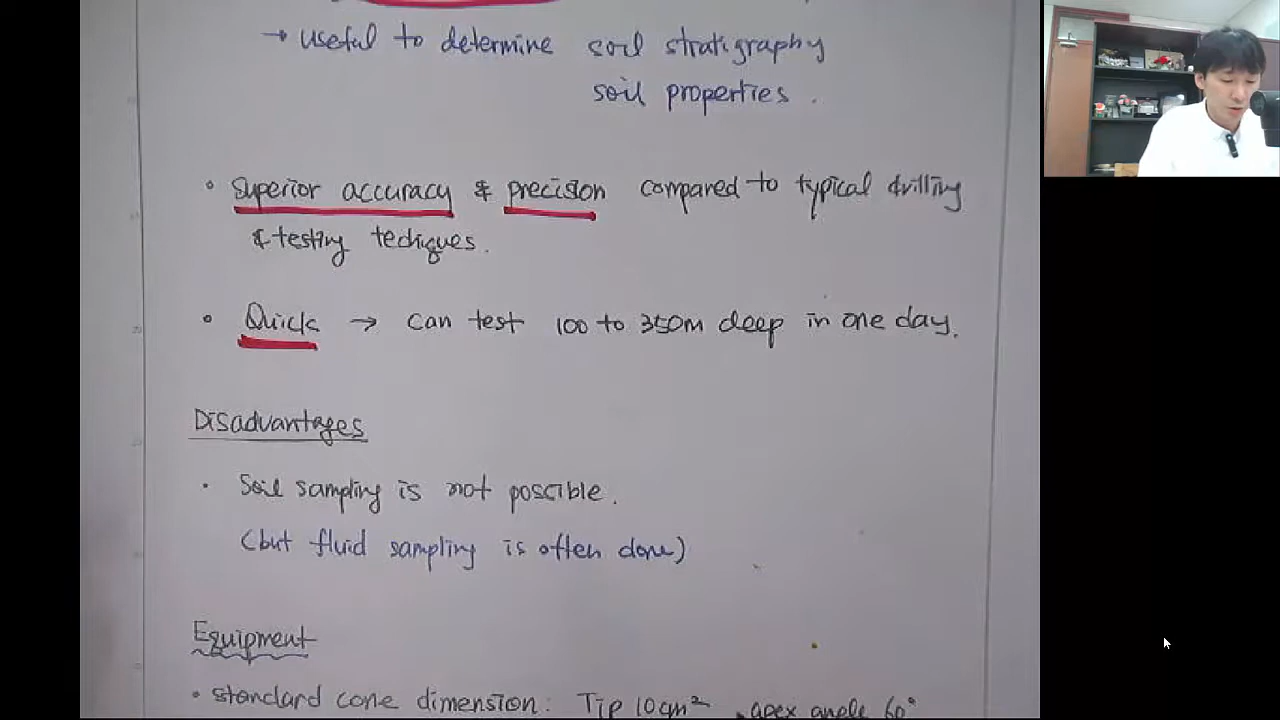 → useful to determine soil stratigraphy
soil properties.
• Superior accuracy & precision compared to typical drilling
& testing techiques.
• Quick → can test 100 to 350m deep in one day.
Disadvantages
• Soil sampling is not possible.
(but fluid sampling is often done)
Equipment
• standard cone dimension: Tip 10cm², apex angle 60°